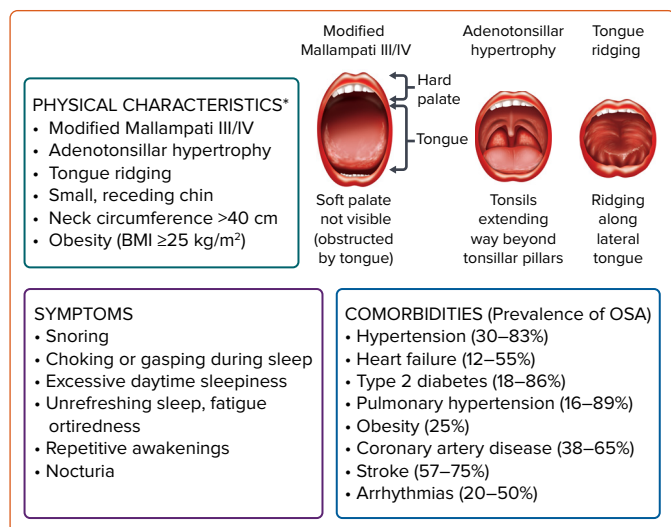 PHYSICAL CHARACTERISTICS*
• Modified Mallampati III/IV
• Adenotonsillar hypertrophy
• Tongue ridging
• Small, receding chin
• Neck circumference >40 cm
• Obesity (BMI ≥25 kg/m²)
Modified
Mallampati III/IV
Hard
palate
Tongue
Soft palate
not visible
(obstructed
by tongue)
Adenotonsillar
hypertrophy
Tonsils
extending
way beyond
tonsillar pillars
Tongue
ridging
Ridging
along
lateral
tongue
SYMPTOMS
• Snoring
• Choking or gasping during sleep
• Excessive daytime sleepiness
• Unrefreshing sleep, fatigue
ortiredness
• Repetitive awakenings
• Nocturia
COMORBIDITIES (Prevalence of OSA)
• Hypertension (30–83%)
• Heart failure (12–55%)
• Type 2 diabetes (18–86%)
• Pulmonary hypertension (16–89%)
• Obesity (25%)
• Coronary artery disease (38–65%)
• Stroke (57–75%)
• Arrhythmias (20–50%)